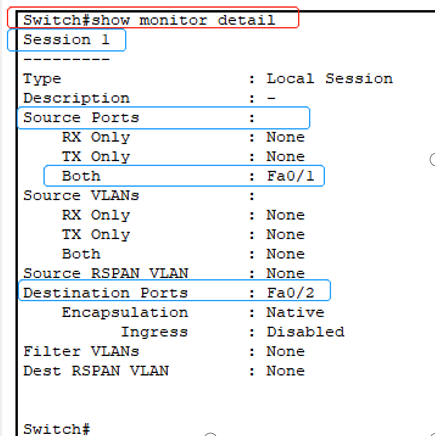 Switch#show monitor detail
Session 1
---------
Type                     : Local Session
Description              : -
Source Ports             :
    RX Only              : None
    TX Only              : None
    Both                 : Fa0/1
Source VLANs             :
    RX Only              : None
    TX Only              : None
    Both                 : None
Source RSPAN VLAN        : None
Destination Ports        : Fa0/2
    Encapsulation        : Native
          Ingress        : Disabled
Filter VLANs             : None
Dest RSPAN VLAN          : None
Switch#